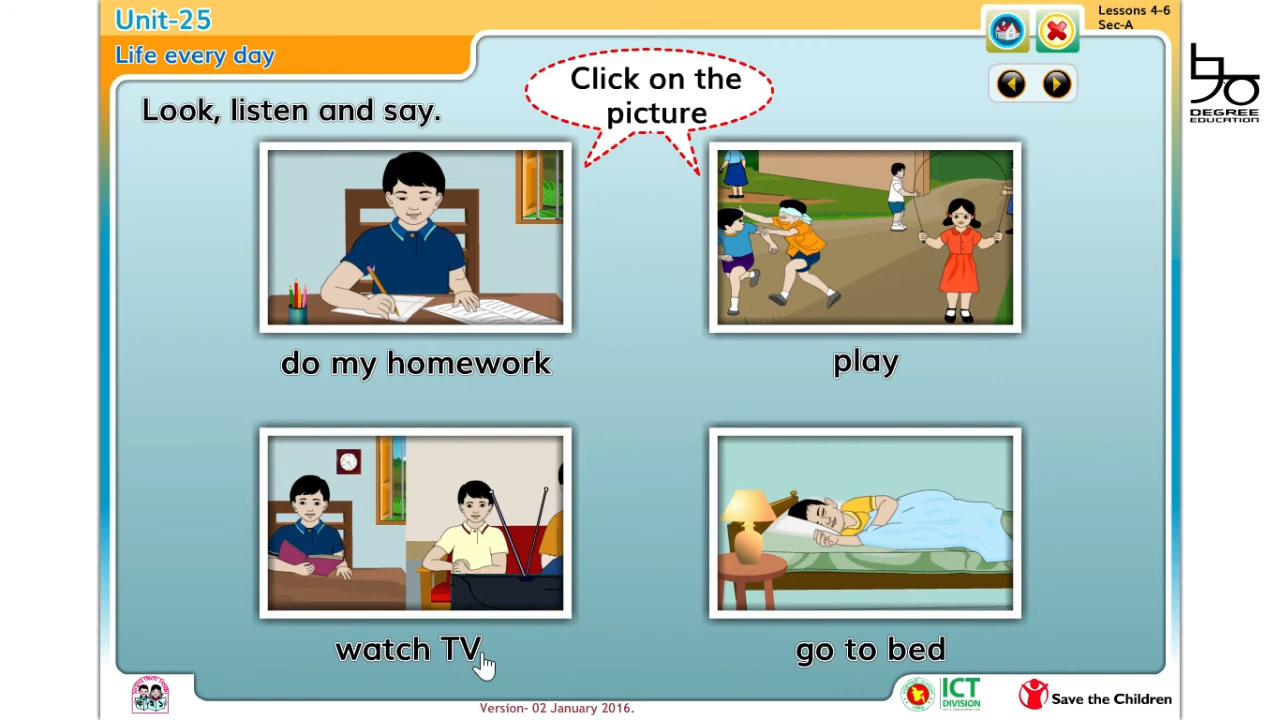 Unit-25
Life every day
Lessons 4-6
Sec-A
DEGREE
EDUCATION
Click on the
picture
Look, listen and say.
do my homework
play
watch TV
go to bed
Version- 02 January 2016.
ICT
DIVISION
Save the Children